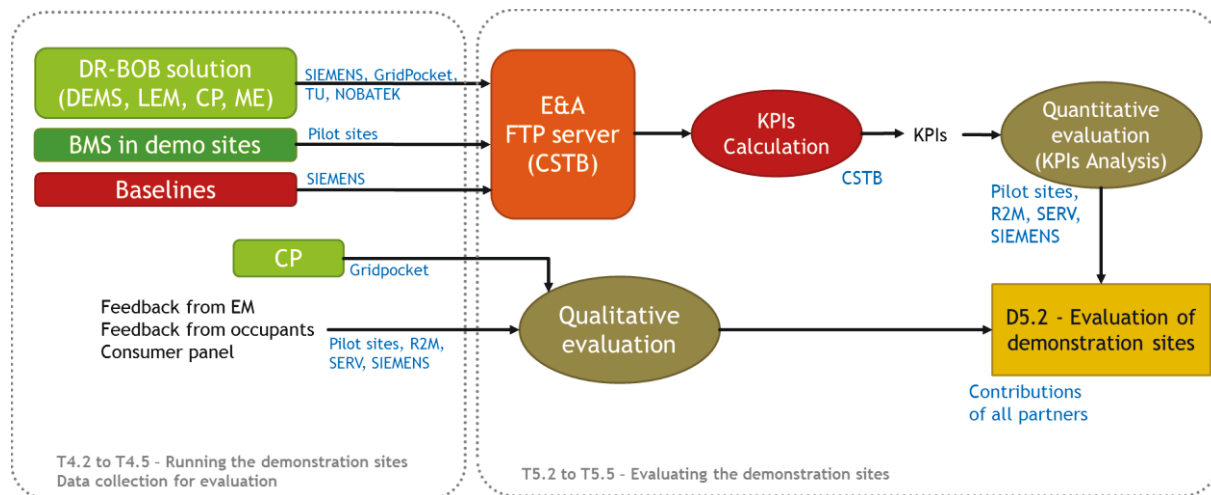 DR-BOB solution
(DEMS, LEM, CP, ME)
SIEMENS, GridPocket,
TU, NOBATEK
BMS in demo sites
Pilot sites
Baselines
SIEMENS
E&A
FTP server
(CSTB)
KPIs
Calculation
CSTB
KPIs
Quantitative
evaluation
(KPIs Analysis)
Pilot sites,
R2M, SERV,
SIEMENS
CP
Gridpocket
Feedback from EM
Feedback from occupants
Consumer panel
Pilot sites, R2M,
SERV, SIEMENS
Qualitative
evaluation
D5.2 - Evaluation of
demonstration sites
Contributions
of all partners
T4.2 to T4.5 – Running the demonstration sites
Data collection for evaluation
T5.2 to T5.5 – Evaluating the demonstration sites